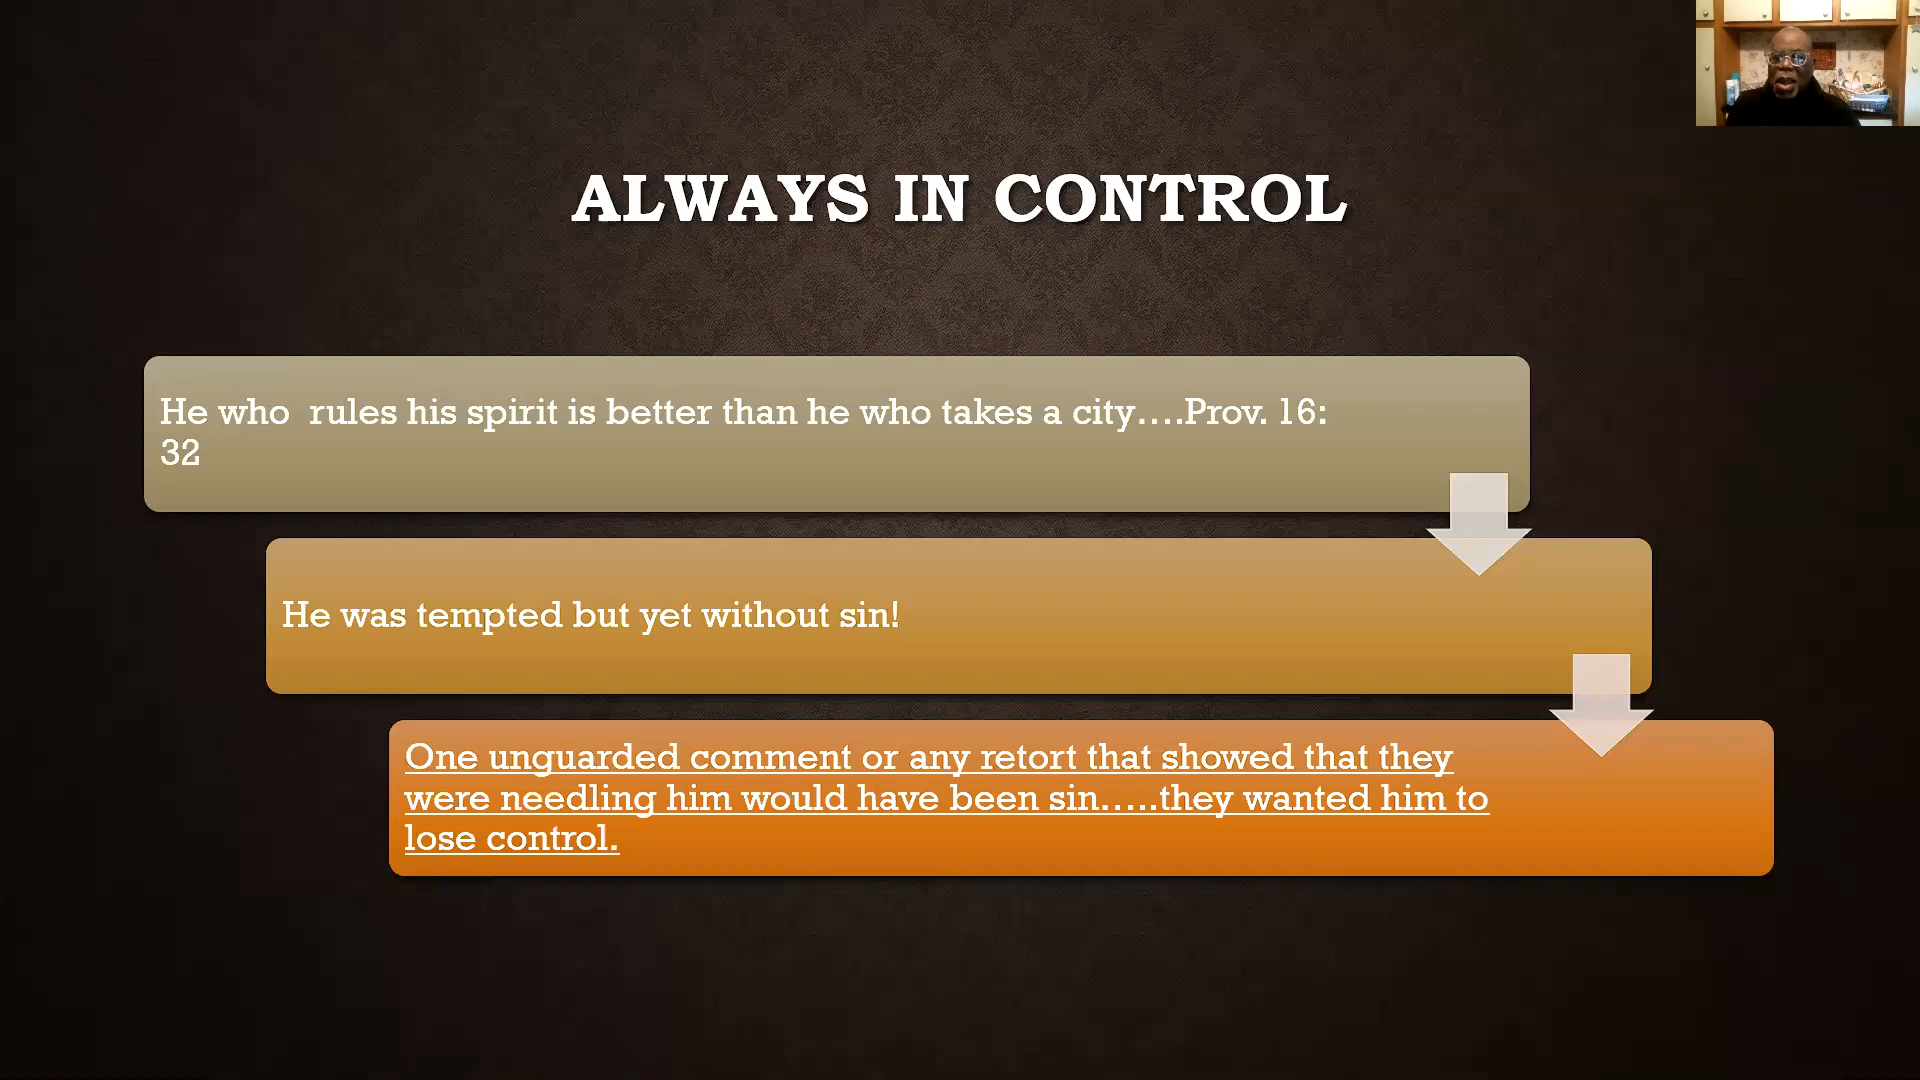 ALWAYS IN CONTROL
He who  rules his spirit is better than he who takes a city....Prov. 16:
32
He was tempted but yet without sin!
One unguarded comment or any retort that showed that they
were needling him would have been sin.....they wanted him to
lose control.